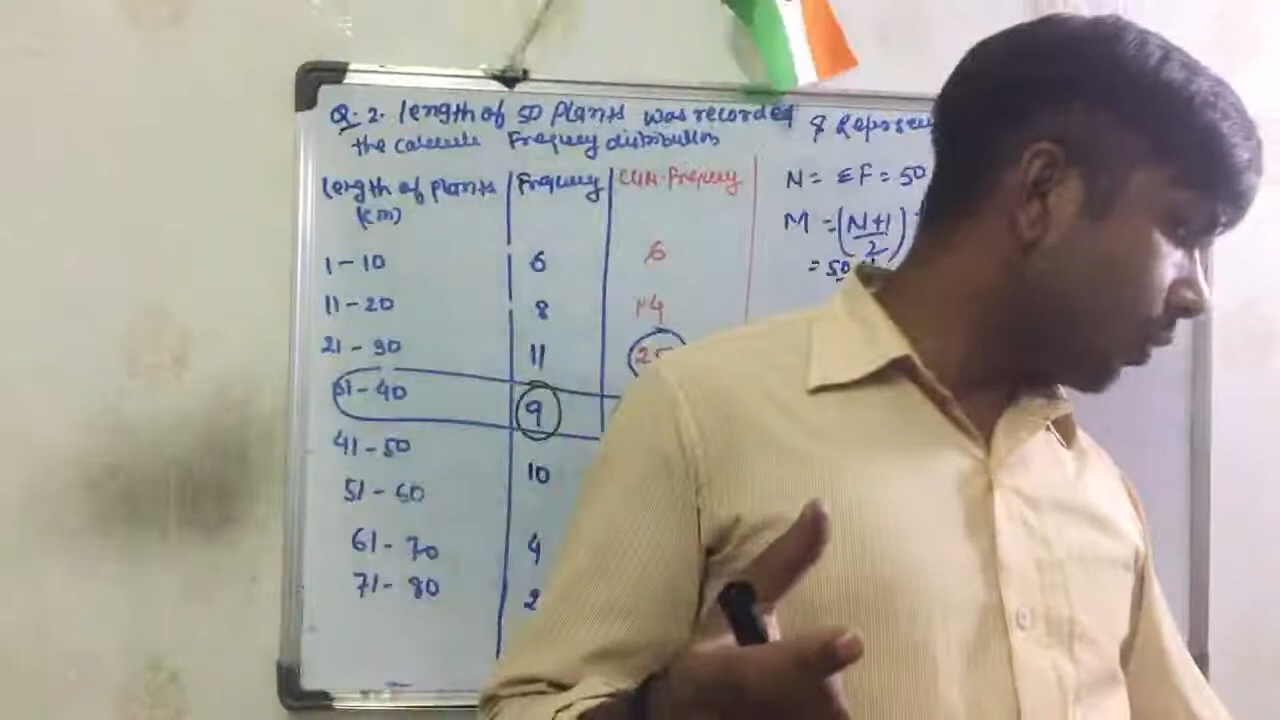 Q. 2. length of 50 Plants was recorded & Represen
the calculate Frequency distribution
length of Plants Frequency CUM. Frequency
(cm)
N = ΣF = 50
M = (N+1/2)
= 50
1-10 6 6
11-20 8 14
21-30 11 25
31-40 9
41-50
51-60 10
61-70 4
71-80 2